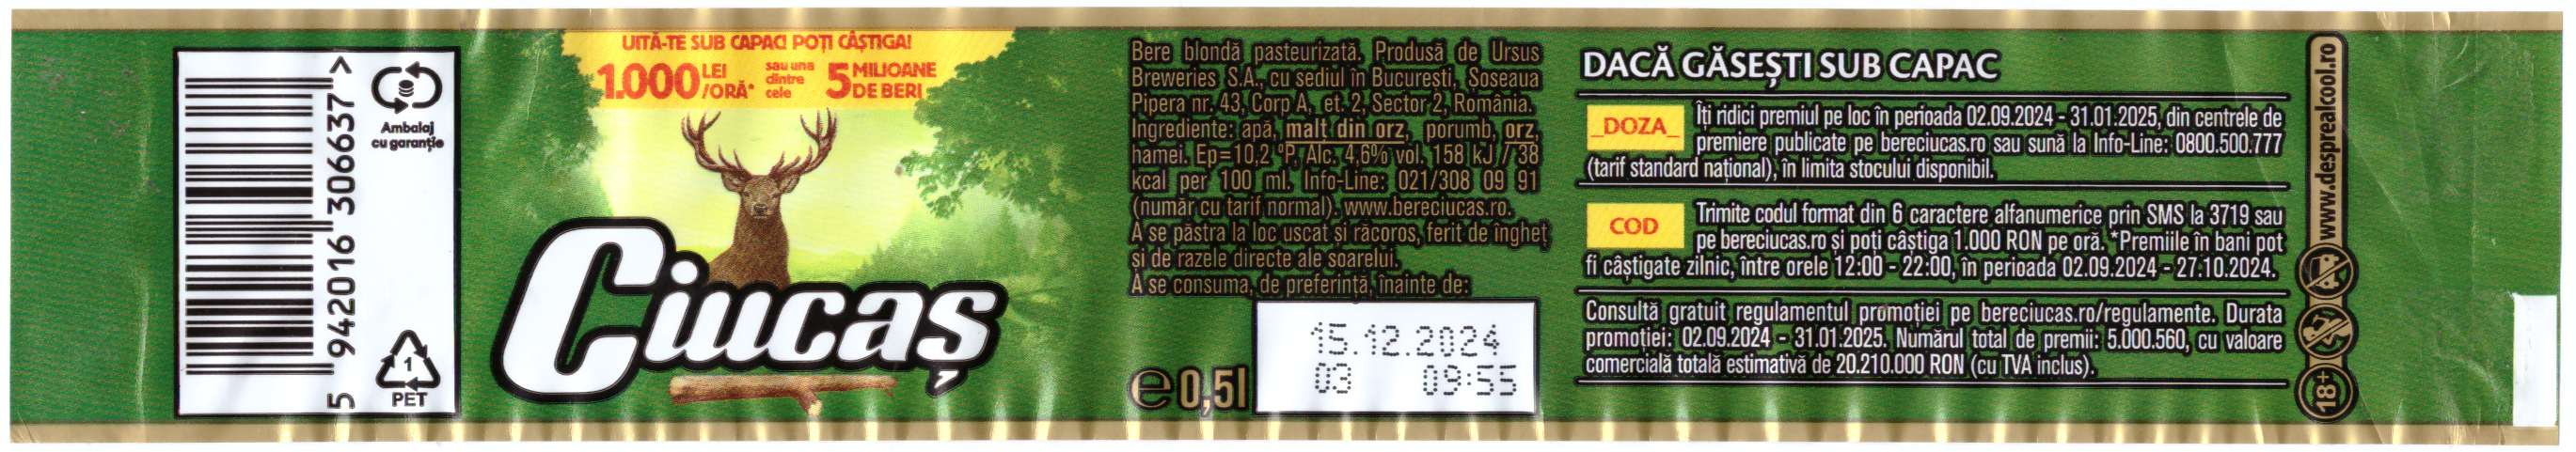 5 942016 306637 >
Ambalaj
cu garanție
1
PET
UITĂ-TE SUB CAPAC! POȚI CÂȘTIGA!
1.000 LEI /ORĂ* sau una dintre cele 5 MILIOANE DE BERI
Ciucaș
Bere blondă pasteurizată. Produsă de Ursus
Breweries S.A., cu sediul în București, Șoseaua
Pipera nr. 43, Corp A, et. 2, Sector 2, România.
Ingrediente: apă, malt din orz, porumb, orz,
hamei. Ep=10,2 °P. Alc. 4,6% vol. 158 kJ / 38
kcal per 100 ml. Info-Line: 021/308 09 91
(număr cu tarif normal). www.bereciucas.ro.
A se păstra la loc uscat și răcoros, ferit de îngheț
și de razele directe ale soarelui.
A se consuma, de preferință, înainte de:
e 0,5l
15.12.2024
03 09:55
DACĂ GĂSEȘTI SUB CAPAC
_DOZA_
Îți ridici premiul pe loc în perioada 02.09.2024 - 31.01.2025, din centrele de
premiere publicate pe bereciucas.ro sau sună la Info-Line: 0800.500.777
(tarif standard național), în limita stocului disponibil.
COD
Trimite codul format din 6 caractere alfanumerice prin SMS la 3719 sau
pe bereciucas.ro și poți câștiga 1.000 RON pe oră. *Premiile în bani pot
fi câștigate zilnic, între orele 12:00 - 22:00, în perioada 02.09.2024 - 27.10.2024.
Consultă gratuit regulamentul promoției pe bereciucas.ro/regulamente. Durata
promoției: 02.09.2024 - 31.01.2025. Numărul total de premii: 5.000.560, cu valoare
comercială totală estimativă de 20.210.000 RON (cu TVA inclus).
www.desprealcool.ro
18+